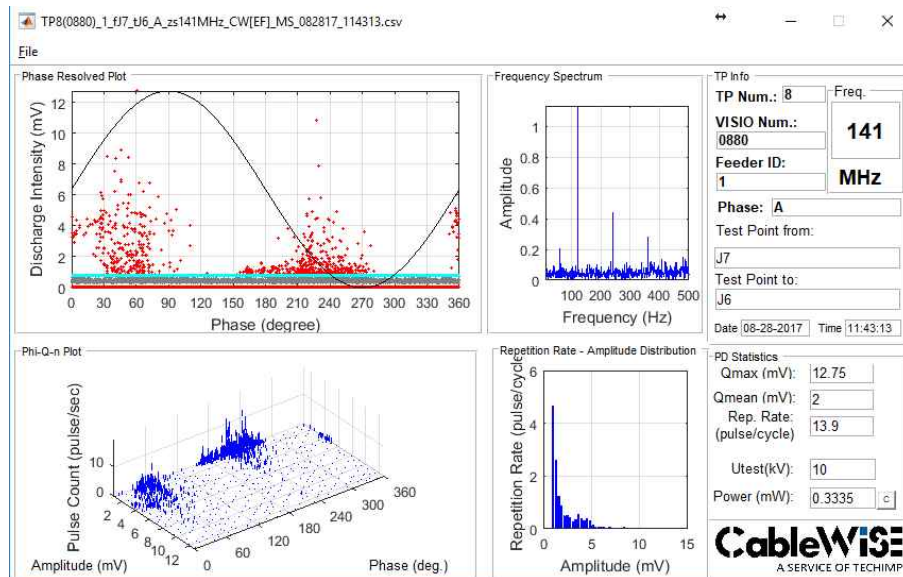 TP8(0880)_1_fJ7_tJ6_A_zs141MHz_CW[EF]_MS_082817_114313.csv
File
Phase Resolved Plot
Discharge Intensity (mV)
12
10
8
6
4
2
0
0 30 60 90 120 150 180 210 240 270 300 330 360
Phase (degree)
Frequency Spectrum
Amplitude
1
0.8
0.6
0.4
0.2
0
100 200 300 400 500
Frequency (Hz)
TP Info
TP Num.: 8
Freq.
VISIO Num.:
0880
141
Feeder ID:
1
MHz
Phase: A
Test Point from:
J7
Test Point to:
J6
Date 08-28-2017 Time 11:43:13
Phi-Q-n Plot
Pulse Count (pulse/sec)
10
0
2 4 6 8 10 12
Amplitude (mV)
0 60 120 180 240 300 360
Phase (deg.)
Repetition Rate - Amplitude Distribution
Repetition Rate (pulse/cycle)
6
4
2
0
0 5 10 15
Amplitude (mV)
PD Statistics
Qmax (mV): 12.75
Qmean (mV): 2
Rep. Rate:
(pulse/cycle) 13.9
Utest(kV): 10
Power (mW): 0.3335 c
CableWiSE
A SERVICE OF TECHIMP